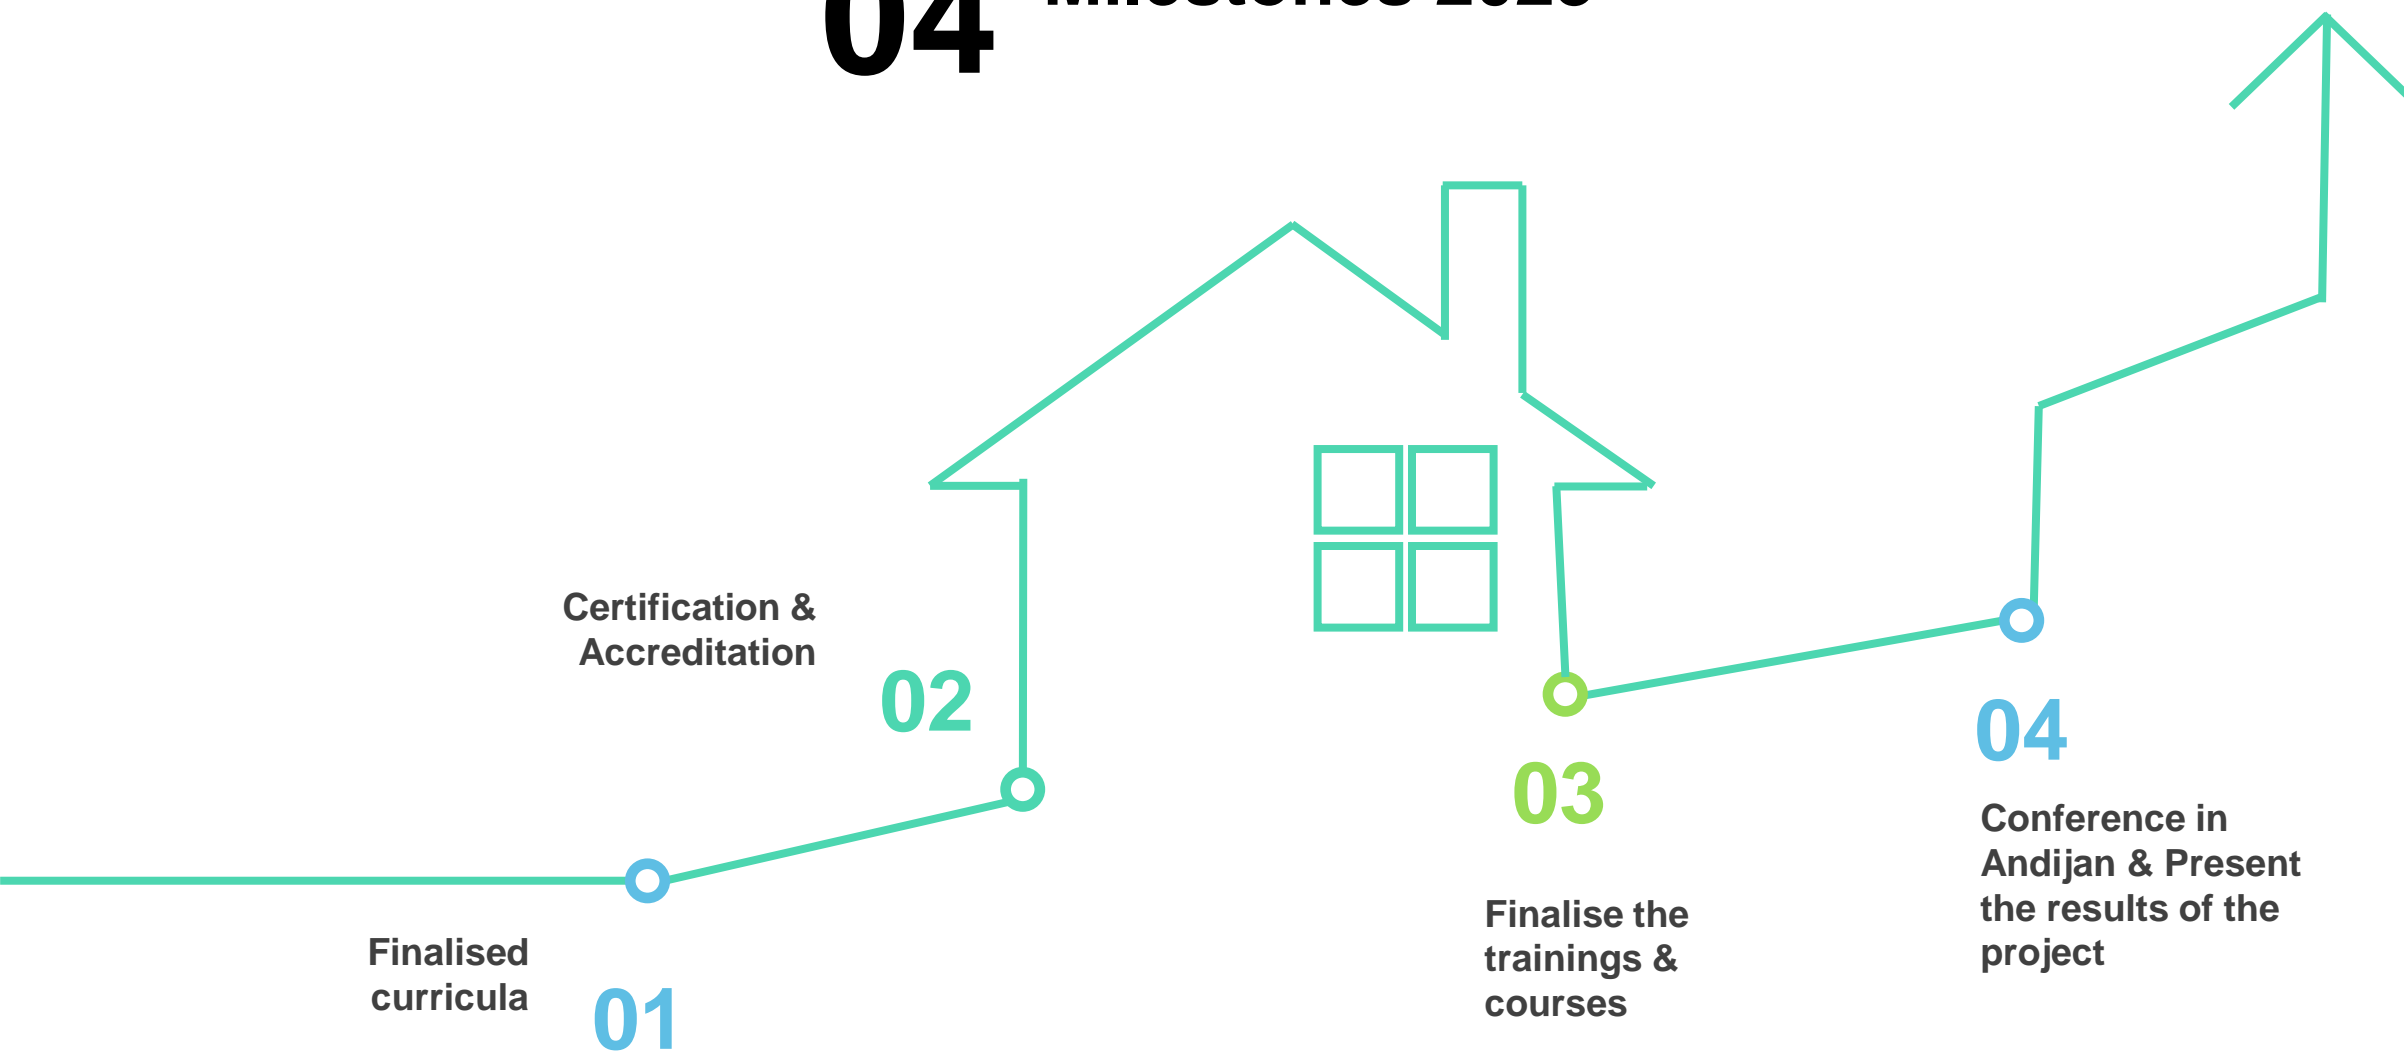 04
Finalised
curricula
01
Certification &
Accreditation
02
03
Finalise the
trainings &
courses
04
Conference in
Andijan & Present
the results of the
project